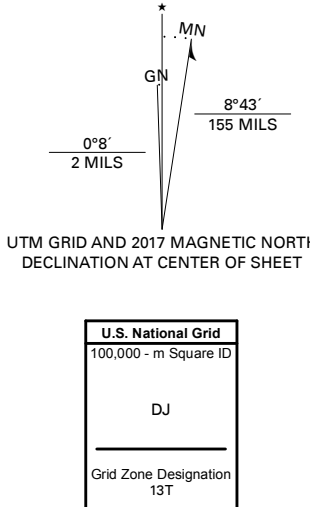 ★
MN
GN
8°43´
155 MILS
0°8´
2 MILS
UTM GRID AND 2017 MAGNETIC NORTH
DECLINATION AT CENTER OF SHEET
U.S. National Grid
100,000 - m Square ID
DJ
Grid Zone Designation
13T